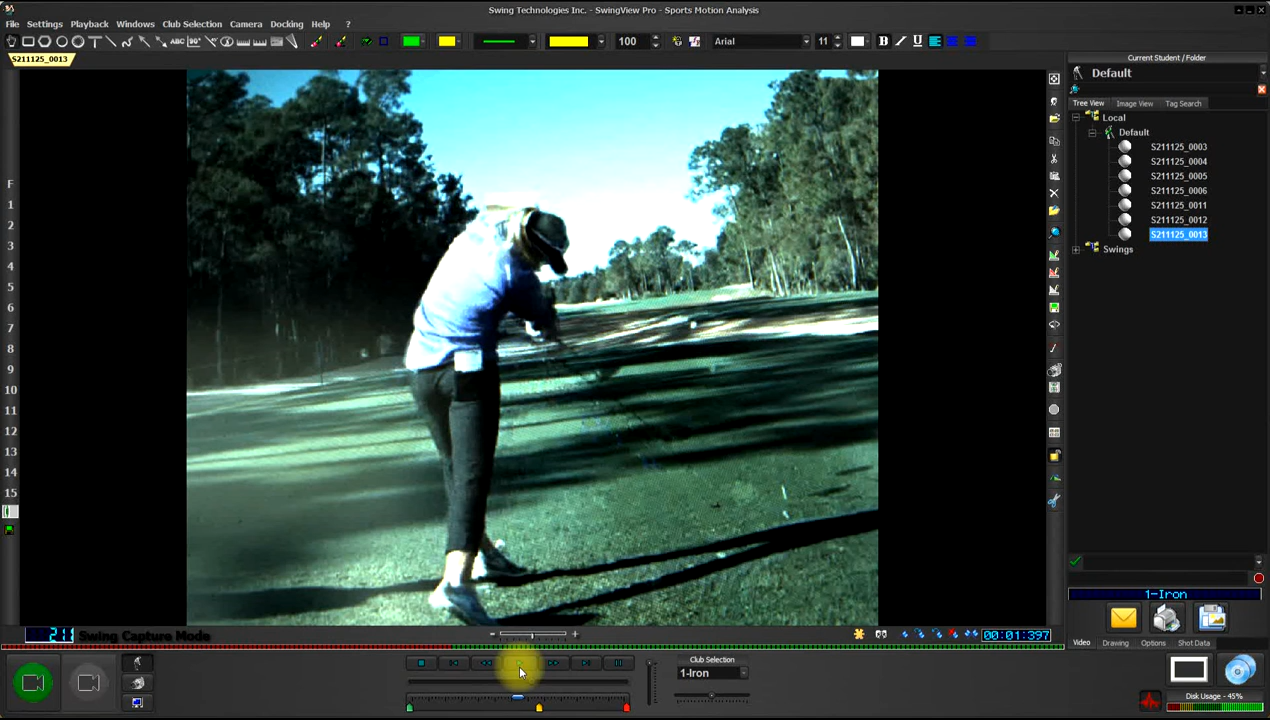 Swing Technologies Inc. - SwingView Pro - Sports Motion Analysis
File Settings Playback Windows Club Selection Camera Docking Help ?
ABC 90° 100 Arial 11 B U
S211125_0013
Current Student / Folder
Default
Tree View Image View Tag Search
Local
Default
S211125_0003
S211125_0004
S211125_0005
S211125_0006
S211125_0011
S211125_0012
S211125_0013
Swings
F
1
2
3
4
5
6
7
8
9
10
11
12
13
14
15
1-Iron
Video Drawing Options Shot Data
211 Swing Capture Mode
00:01:397
Club Selection
1-Iron
Disk Usage - 45%